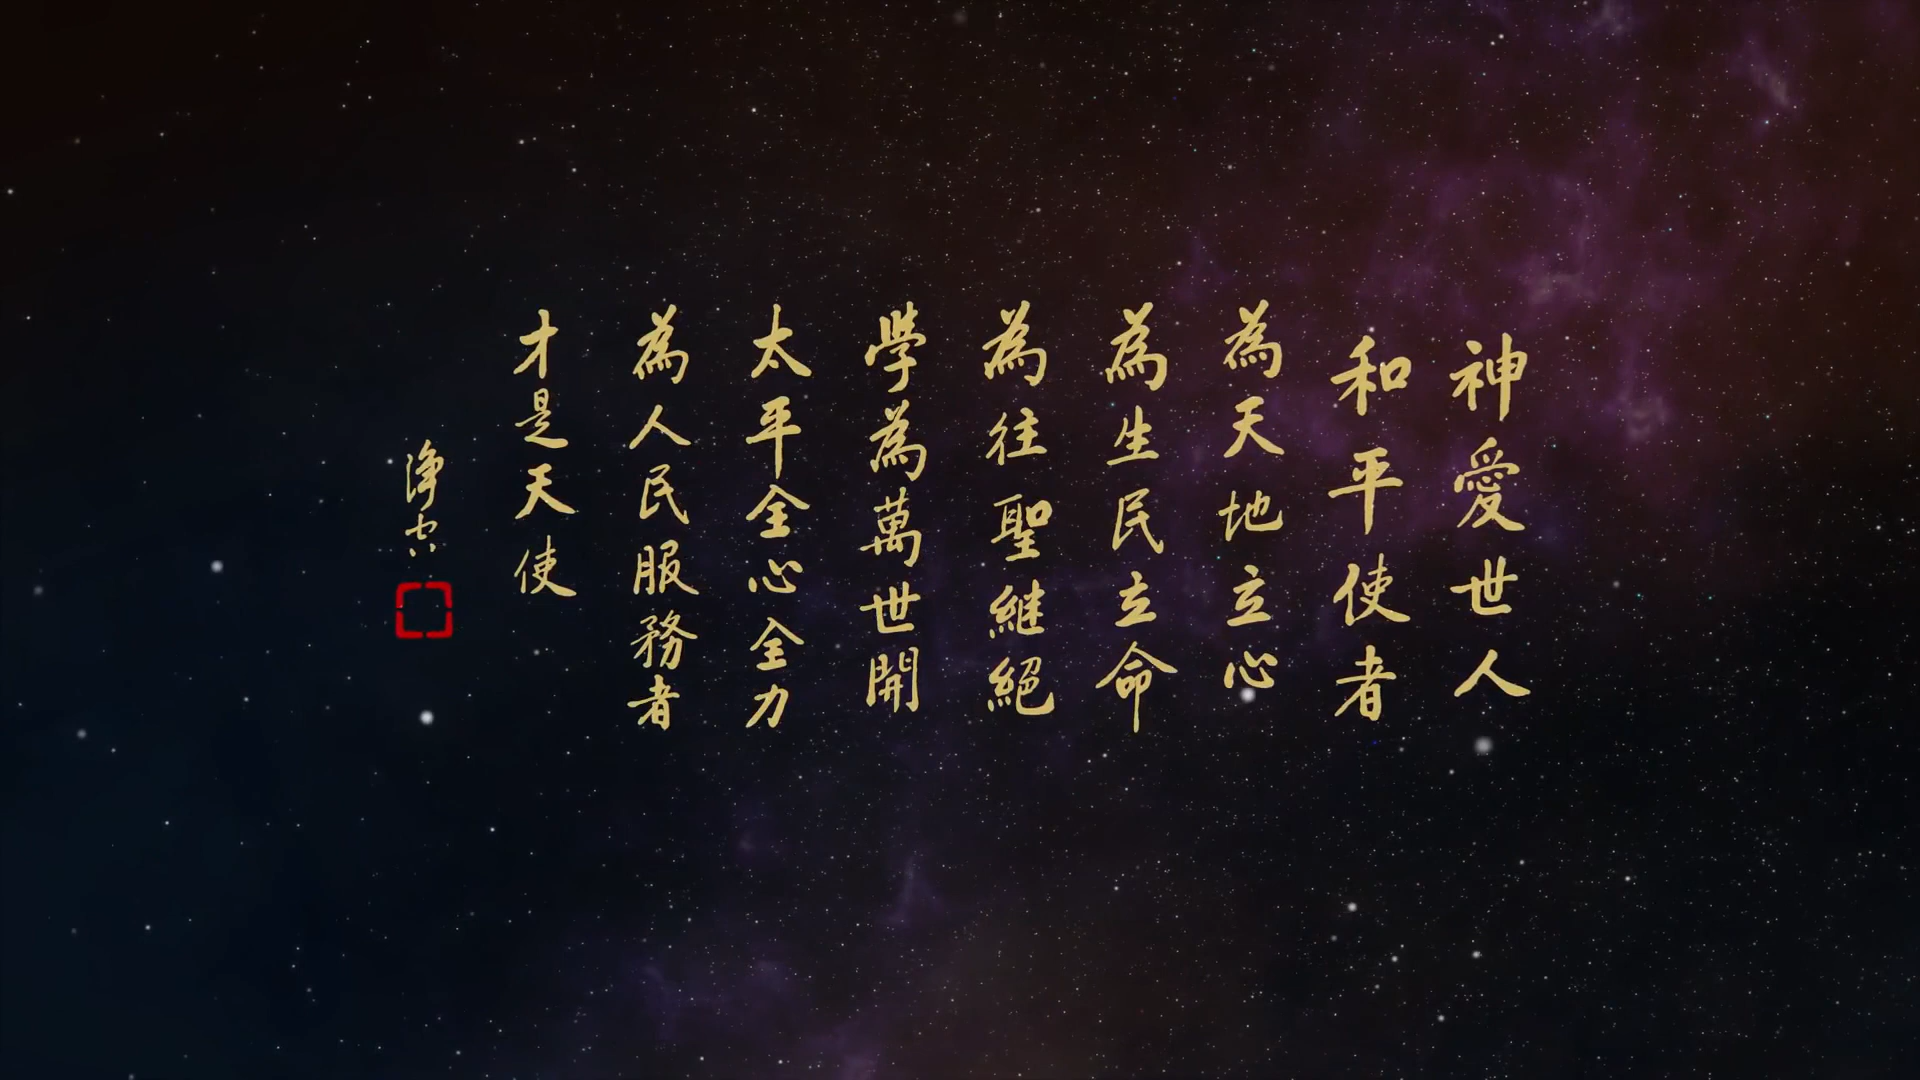 神愛世人
和平使者
為天地立心
為生民立命
為往聖継絕
學為萬世開
太平全心全力
為人民服務者
才是天使
淨空